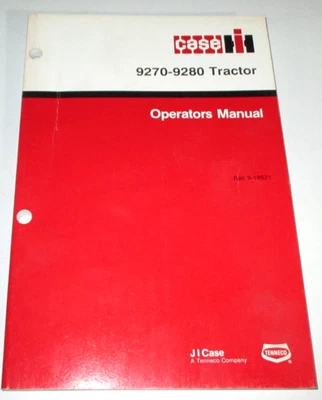 case IH
9270-9280 Tractor
Operators Manual
J I Case
A Tenneco Company
TENNECO